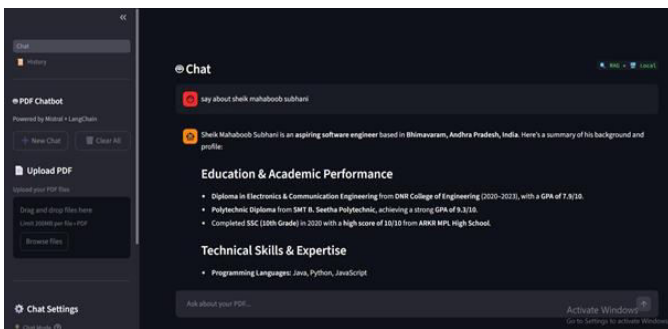 «
Chat
History
PDF Chatbot
Powered by Mistral • LangChain
+ New Chat
Clear All
Upload PDF
Upload your PDF files
Drag and drop files here
Limit 200MB per file • PDF
Browse files
Chat Settings
Chat Mode
Chat
RAG + Local
say about sheik mahaboob subhani
Sheik Mahaboob Subhani is an aspiring software engineer based in Bhimavaram, Andhra Pradesh, India. Here's a summary of his background and
profile:
Education & Academic Performance
• Diploma in Electronics & Communication Engineering from DNR College of Engineering (2020–2023), with a GPA of 7.9/10.
• Polytechnic Diploma from SMT B. Seetha Polytechnic, achieving a strong GPA of 9.3/10.
• Completed SSC (10th Grade) in 2020 with a high score of 10/10 from ARKR MPL High School.
Technical Skills & Expertise
• Programming Languages: Java, Python, JavaScript
Ask about your PDF...
Activate Windows
Go to Settings to activate Windows